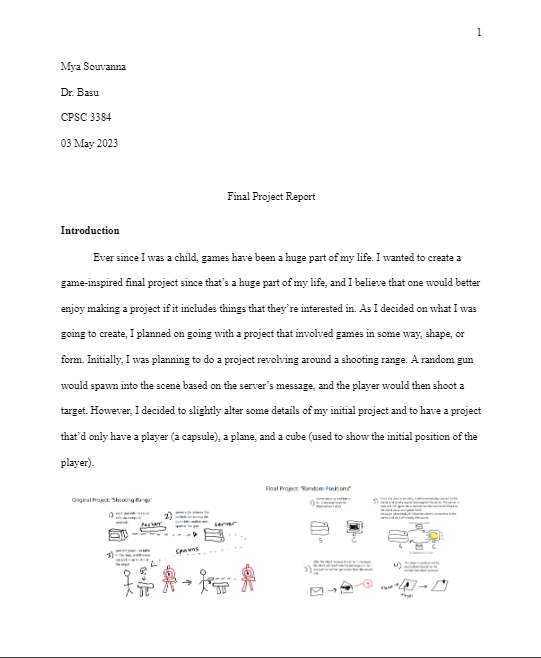 1
Mya Souvanna
Dr. Basu
CPSC 3384
03 May 2023
Final Project Report
Introduction
Ever since I was a child, games have been a huge part of my life. I wanted to create a
game-inspired final project since that’s a huge part of my life, and I believe that one would better
enjoy making a project if it includes things that they’re interested in. As I decided on what I was
going to create, I planned on going with a project that involved games in some way, shape, or
form. Initially, I was planning to do a project revolving around a shooting range. A random gun
would spawn into the scene based on the server’s message, and the player would then shoot a
target. However, I decided to slightly alter some details of my initial project and to have a project
that’d only have a player (a capsule), a plane, and a cube (used to show the initial position of the
player).
Original Project: "Shooting Range"
1)
2)
Packet
Server
3)
Spawns
Final Project: "Random Positions"
1)
2)
S
C
S
C
3)
4)